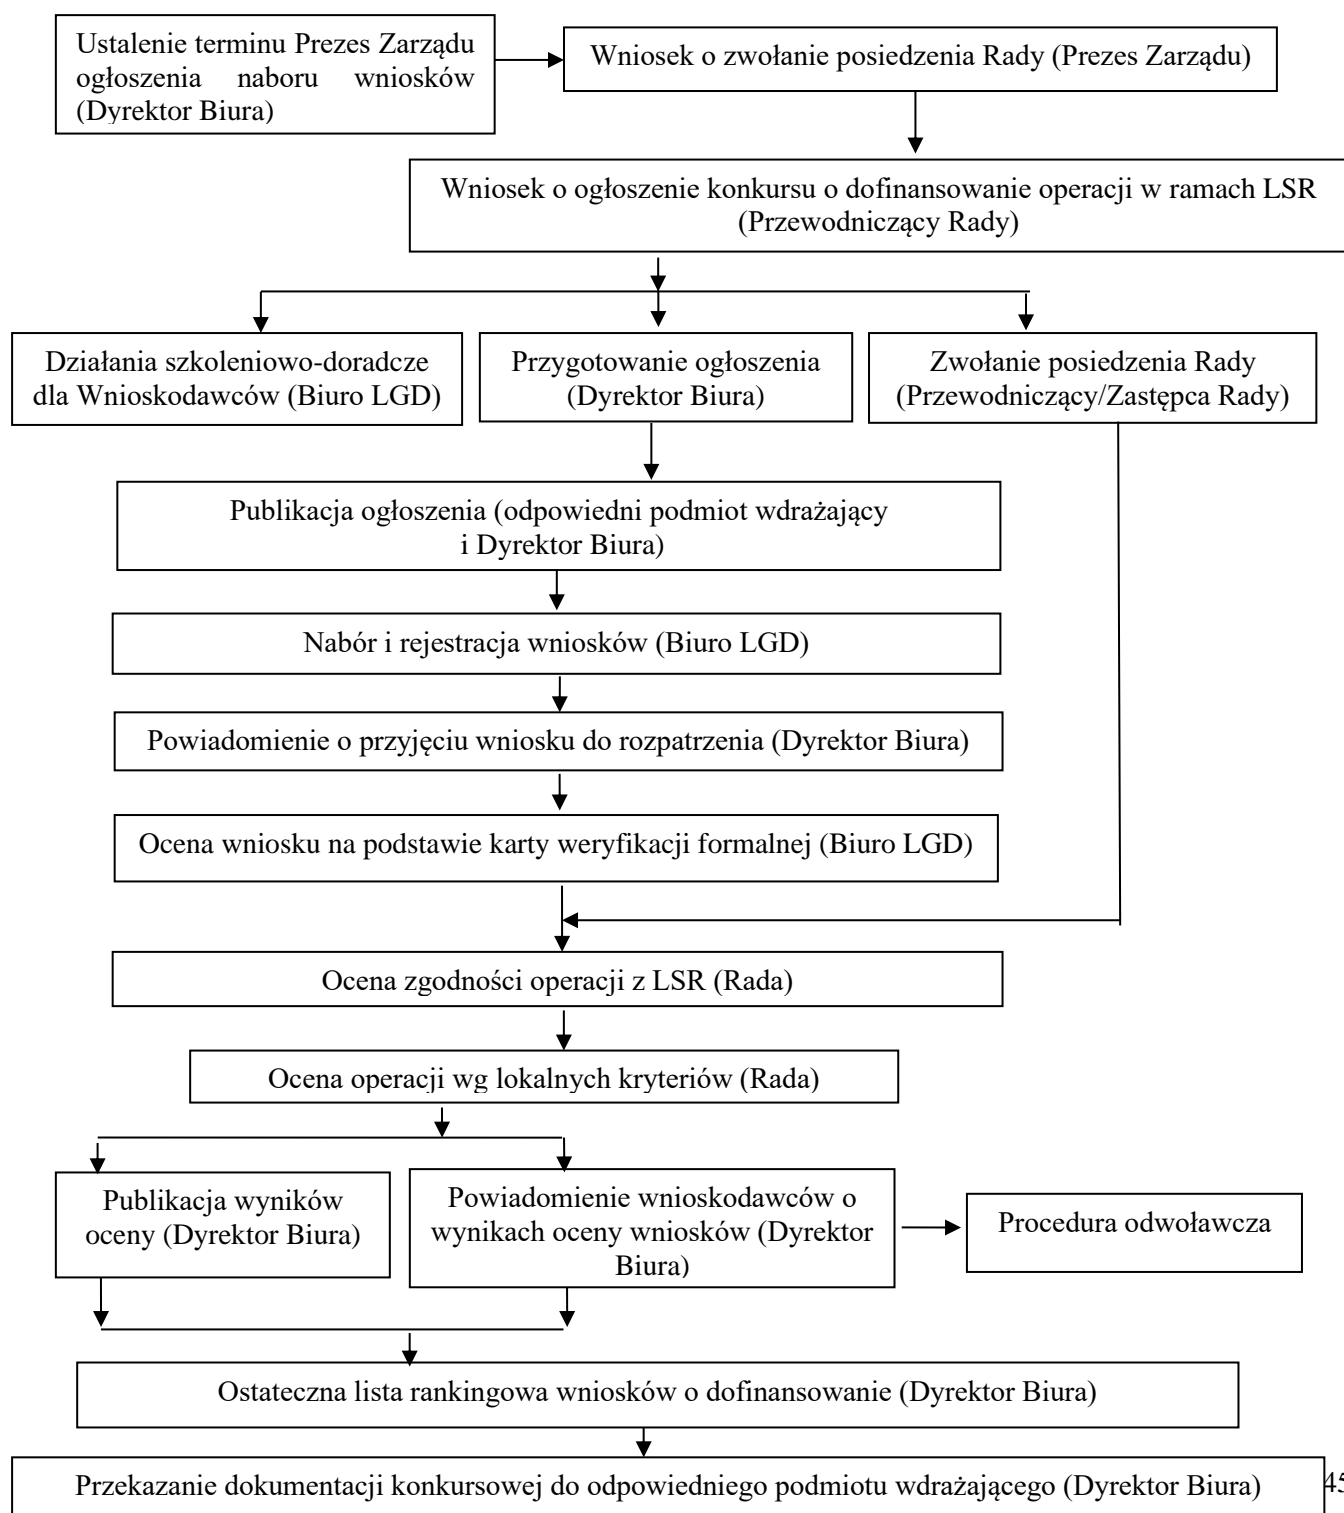 Ustalenie terminu Prezes Zarządu
ogłoszenia naboru wniosków
(Dyrektor Biura)
Wniosek o zwołanie posiedzenia Rady (Prezes Zarządu)
Wniosek o ogłoszenie konkursu o dofinansowanie operacji w ramach LSR
(Przewodniczący Rady)
Działania szkoleniowo-doradcze
dla Wnioskodawców (Biuro LGD)
Przygotowanie ogłoszenia
(Dyrektor Biura)
Zwołanie posiedzenia Rady
(Przewodniczący/Zastępca Rady)
Publikacja ogłoszenia (odpowiedni podmiot wdrażający
i Dyrektor Biura)
Nabór i rejestracja wniosków (Biuro LGD)
Powiadomienie o przyjęciu wniosku do rozpatrzenia (Dyrektor Biura)
Ocena wniosku na podstawie karty weryfikacji formalnej (Biuro LGD)
Ocena zgodności operacji z LSR (Rada)
Ocena operacji wg lokalnych kryteriów (Rada)
Publikacja wyników
oceny (Dyrektor Biura)
Powiadomienie wnioskodawców o
wynikach oceny wniosków (Dyrektor
Biura)
Procedura odwoławcza
Ostateczna lista rankingowa wniosków o dofinansowanie (Dyrektor Biura)
Przekazanie dokumentacji konkursowej do odpowiedniego podmiotu wdrażającego (Dyrektor Biura)
45